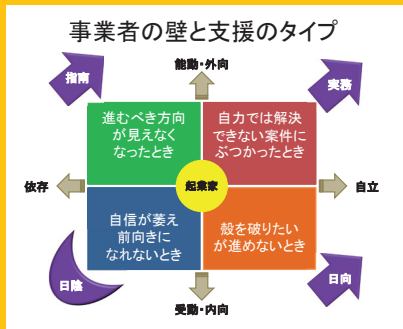 事業者の壁と支援のタイプ
指南
能動・外向
実務
進むべき方向
が見えなく
なったとき
自力では解決
できない案件に
ぶつかったとき
依存
起業家
自立
自信が萎え
前向きに
なれないとき
殻を破りたい
が進めないとき
日陰
受動・内向
日向